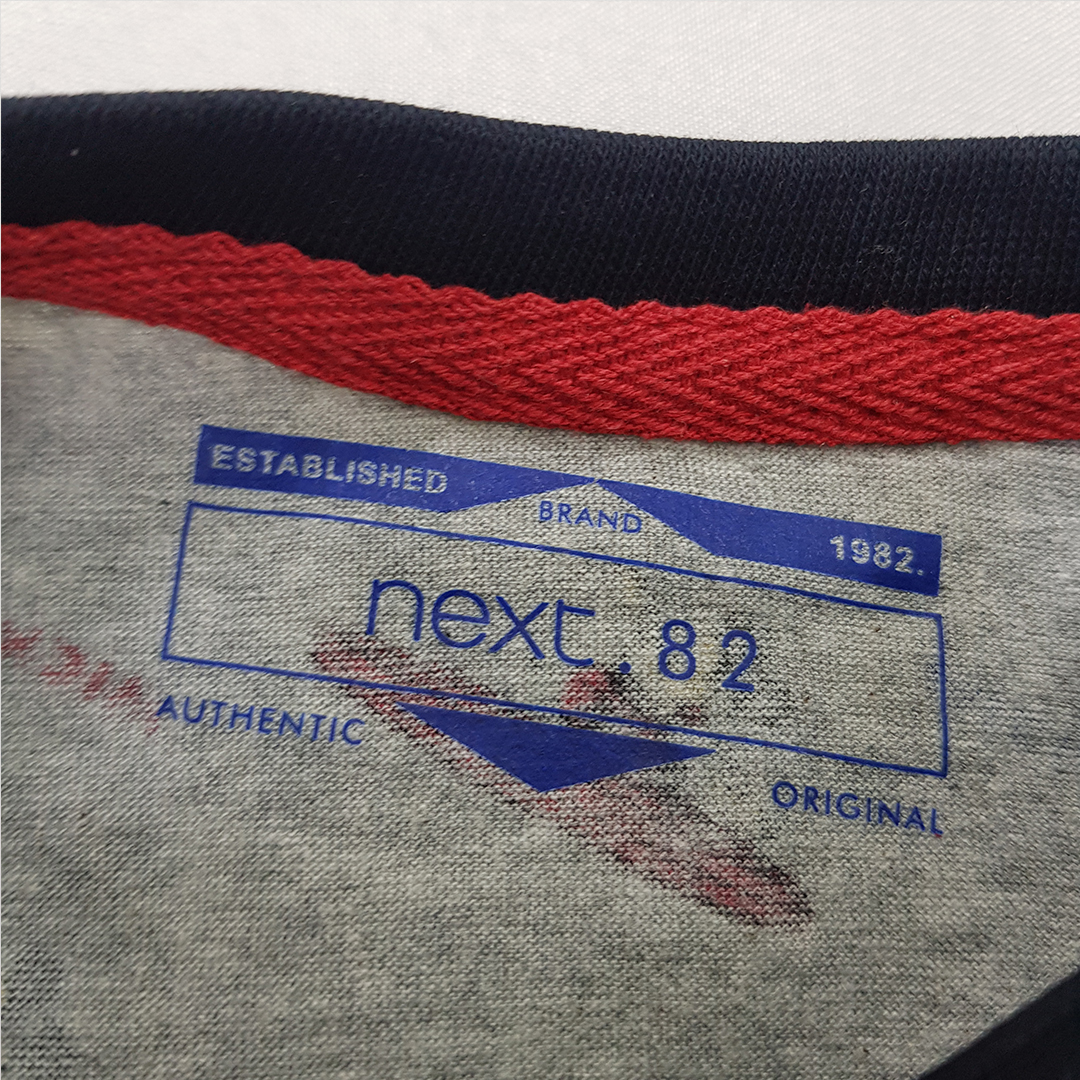 ESTABLISHED
BRAND
1982.
next.82
AUTHENTIC
ORIGINAL